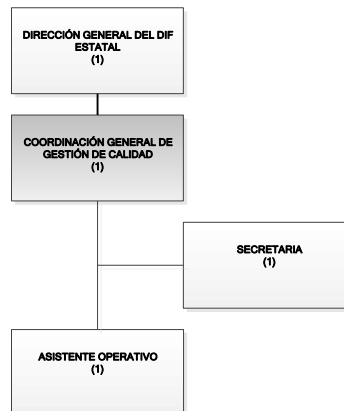 DIRECCIÓN GENERAL DEL DIF
ESTATAL
(1)
COORDINACIÓN GENERAL DE
GESTIÓN DE CALIDAD
(1)
SECRETARIA
(1)
ASISTENTE OPERATIVO
(1)